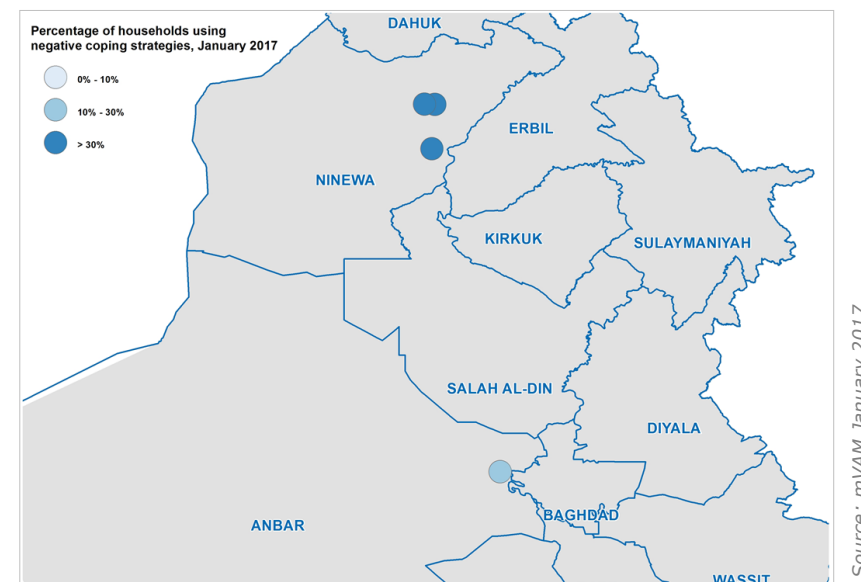 Percentage of households using
negative coping strategies, January 2017
0% - 10%
10% - 30%
> 30%
DAHUK
ERBIL
NINEWA
KIRKUK
SULAYMANIYAH
SALAH AL-DIN
DIYALA
BAGHDAD
ANBAR
WASSIT
Source: mVAM January 2017